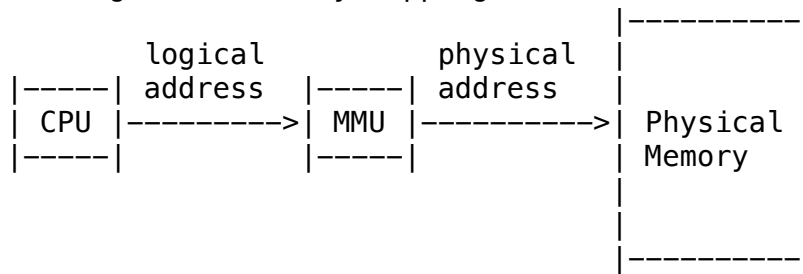 logical physical
address address
CPU MMU Physical
Memory